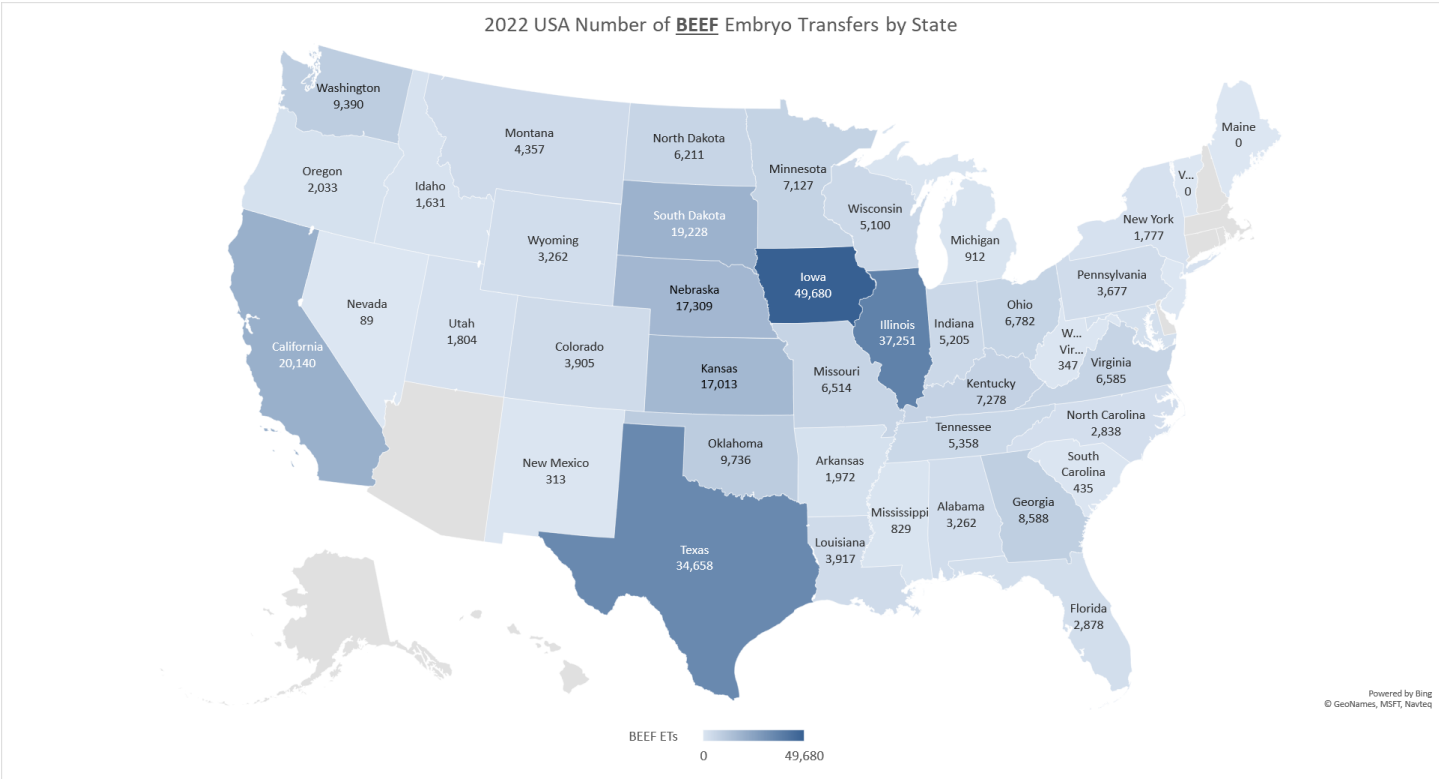 2022 USA Number of BEEF Embryo Transfers by State
Washington
9,390
Montana
4,357
North Dakota
6,211
Minnesota
7,127
Maine
0
Oregon
2,033
Idaho
1,631
V...
0
South Dakota
19,228
Wisconsin
5,100
New York
1,777
Wyoming
3,262
Michigan
912
Nebraska
17,309
Iowa
49,680
Pennsylvania
3,677
Nevada
89
Utah
1,804
Ohio
6,782
Illinois
37,251
Indiana
5,205
W...
Vir...
347
California
20,140
Colorado
3,905
Kansas
17,013
Missouri
6,514
Virginia
6,585
Kentucky
7,278
North Carolina
2,838
Tennessee
5,358
Oklahoma
9,736
New Mexico
313
Arkansas
1,972
South
Carolina
435
Mississippi
829
Alabama
3,262
Georgia
8,588
Texas
34,658
Louisiana
3,917
Florida
2,878
Powered by Bing
© GeoNames, MSFT, Navteq
BEEF ETs
0
49,680